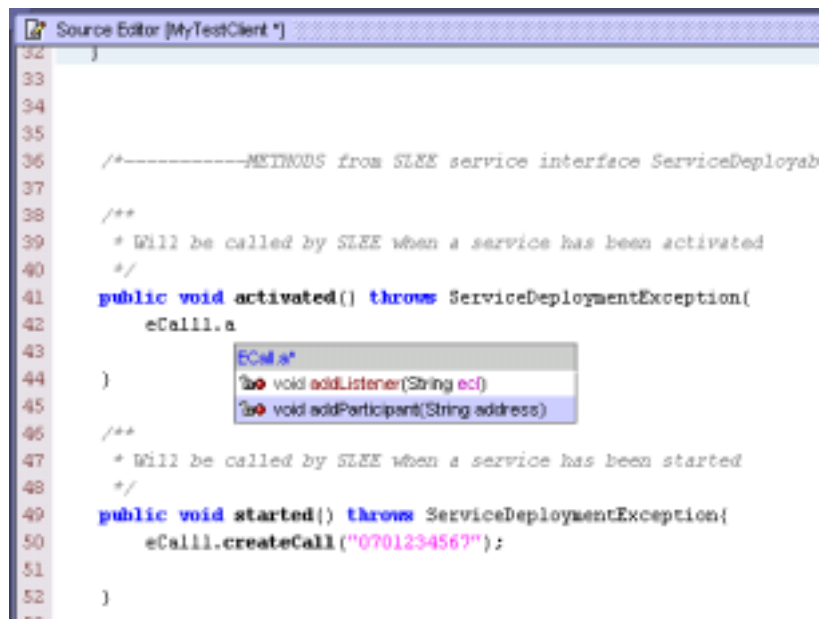 Source Editor [MyTestClient *]
32 }
33
34
35
36 /*-----------METHODS from SLEE service interface ServiceDeployab
37
38 /**
39 * Will be called by SLEE when a service has been activated
40 */
41 public void activated() throws ServiceDeploymentException{
42 eCall1.a
43
ECall.a*
44 }
void addListener(String ecl)
45
void addParticipant(String address)
46 /**
47 * Will be called by SLEE when a service has been started
48 */
49 public void started() throws ServiceDeploymentException{
50 eCall1.createCall("0701234567");
51
52 }